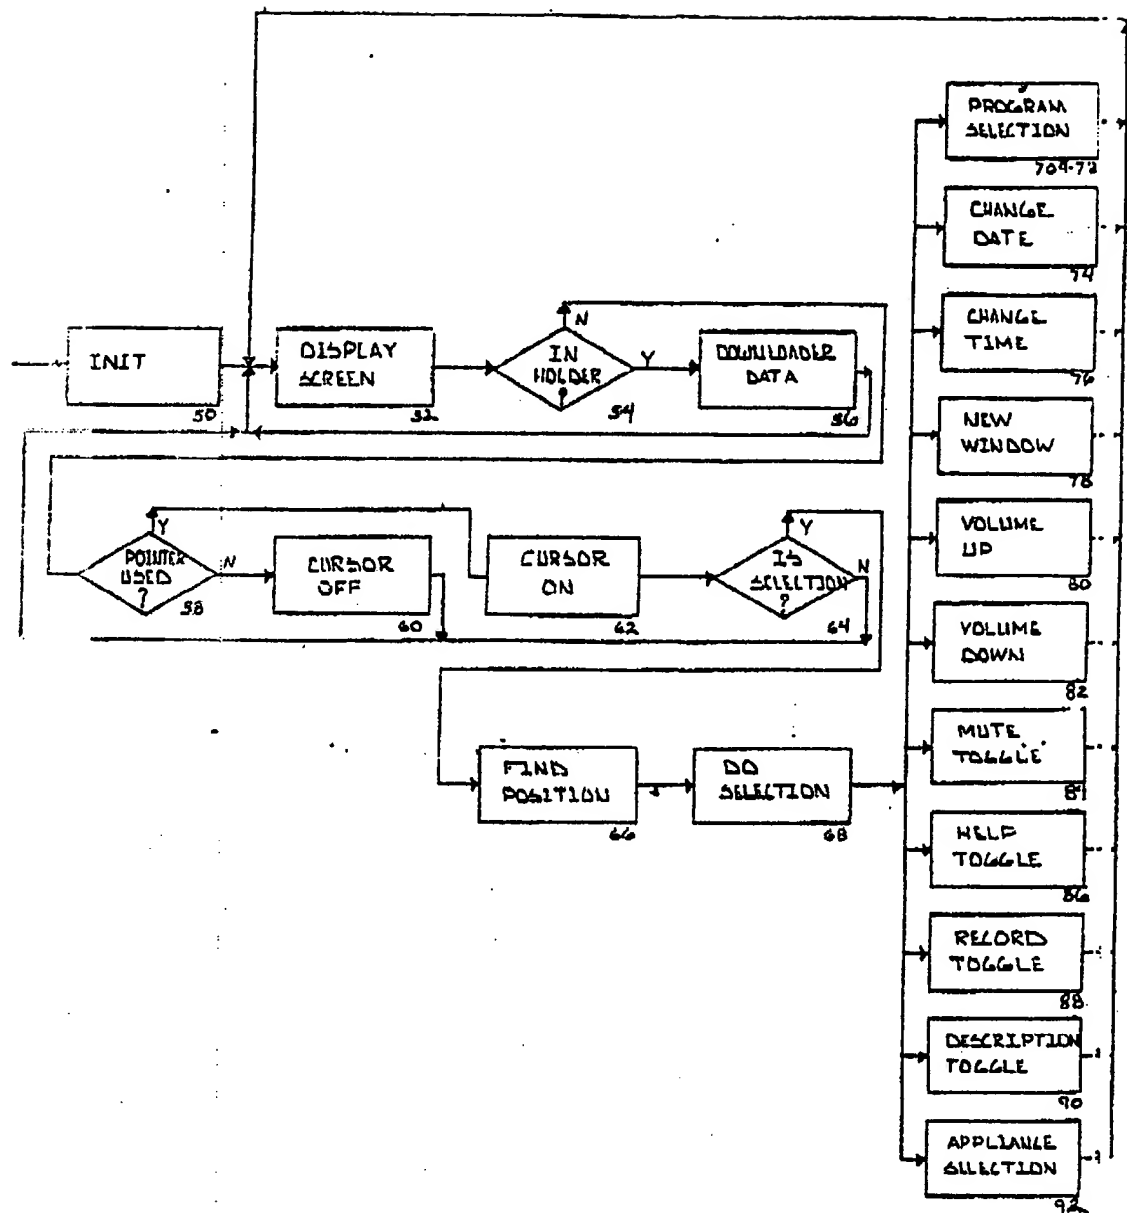 PROGRAM
SELECTION
CHANGE
DATE
74
CHANGE
TIME
76
NEW
WINDOW
78
VOLUME
UP
80
VOLUME
DOWN
82
MUTE
TOGGLE
HELP
TOGGLE
86
RECORD
TOGGLE
88
DESCRIPTION
TOGGLE
90
APPLIANCE
SELECTION
92
INIT
50
DISPLAY
SCREEN
52
N
IN
HOLDER
?
Y
54
DOWNLOADER
DATA
56
Y
POINTER
USED
?
N
58
CURSOR
OFF
60
CURSOR
ON
62
Y
IS
SELECTION
?
N
64
FIND
POSITION
66
DO
SELECTION
68